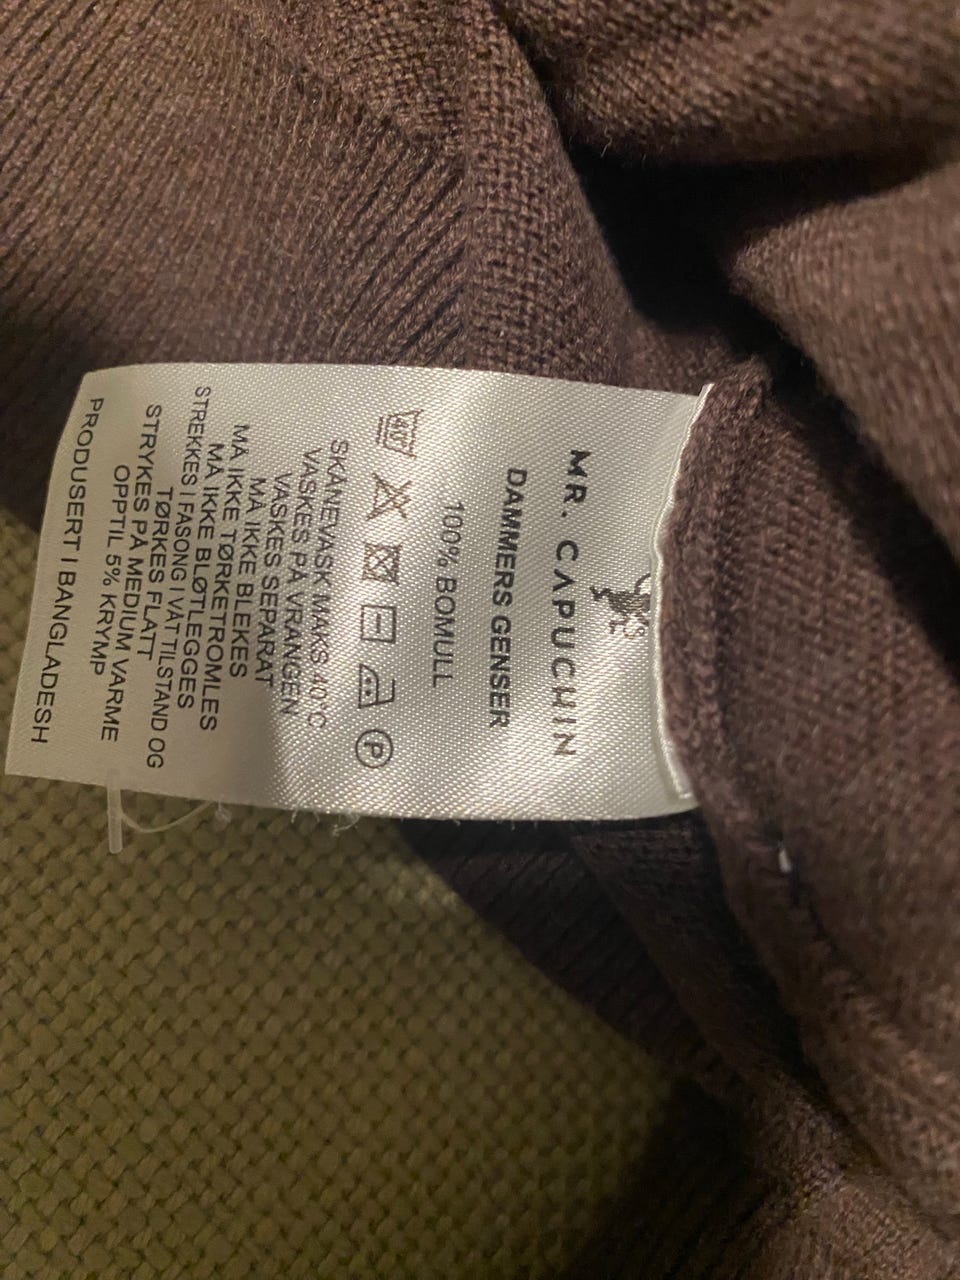 MR. CAPUCHIN
DAMMERS GENSER
100% BOMULL
40°
P
SKÅNEVASK MAKS 40°C
VASKES PÅ VRANGEN
VASKES SEPARAT
MÅ IKKE BLEKES
MÅ IKKE TØRKETROMLES
MÅ IKKE BLØTLEGGES
STREKKES I FASONG I VÅT TILSTAND OG
TØRKES FLATT
STRYKES PÅ MEDIUM VARME
OPPTIL 5% KRYMP
PRODUSERT I BANGLADESH